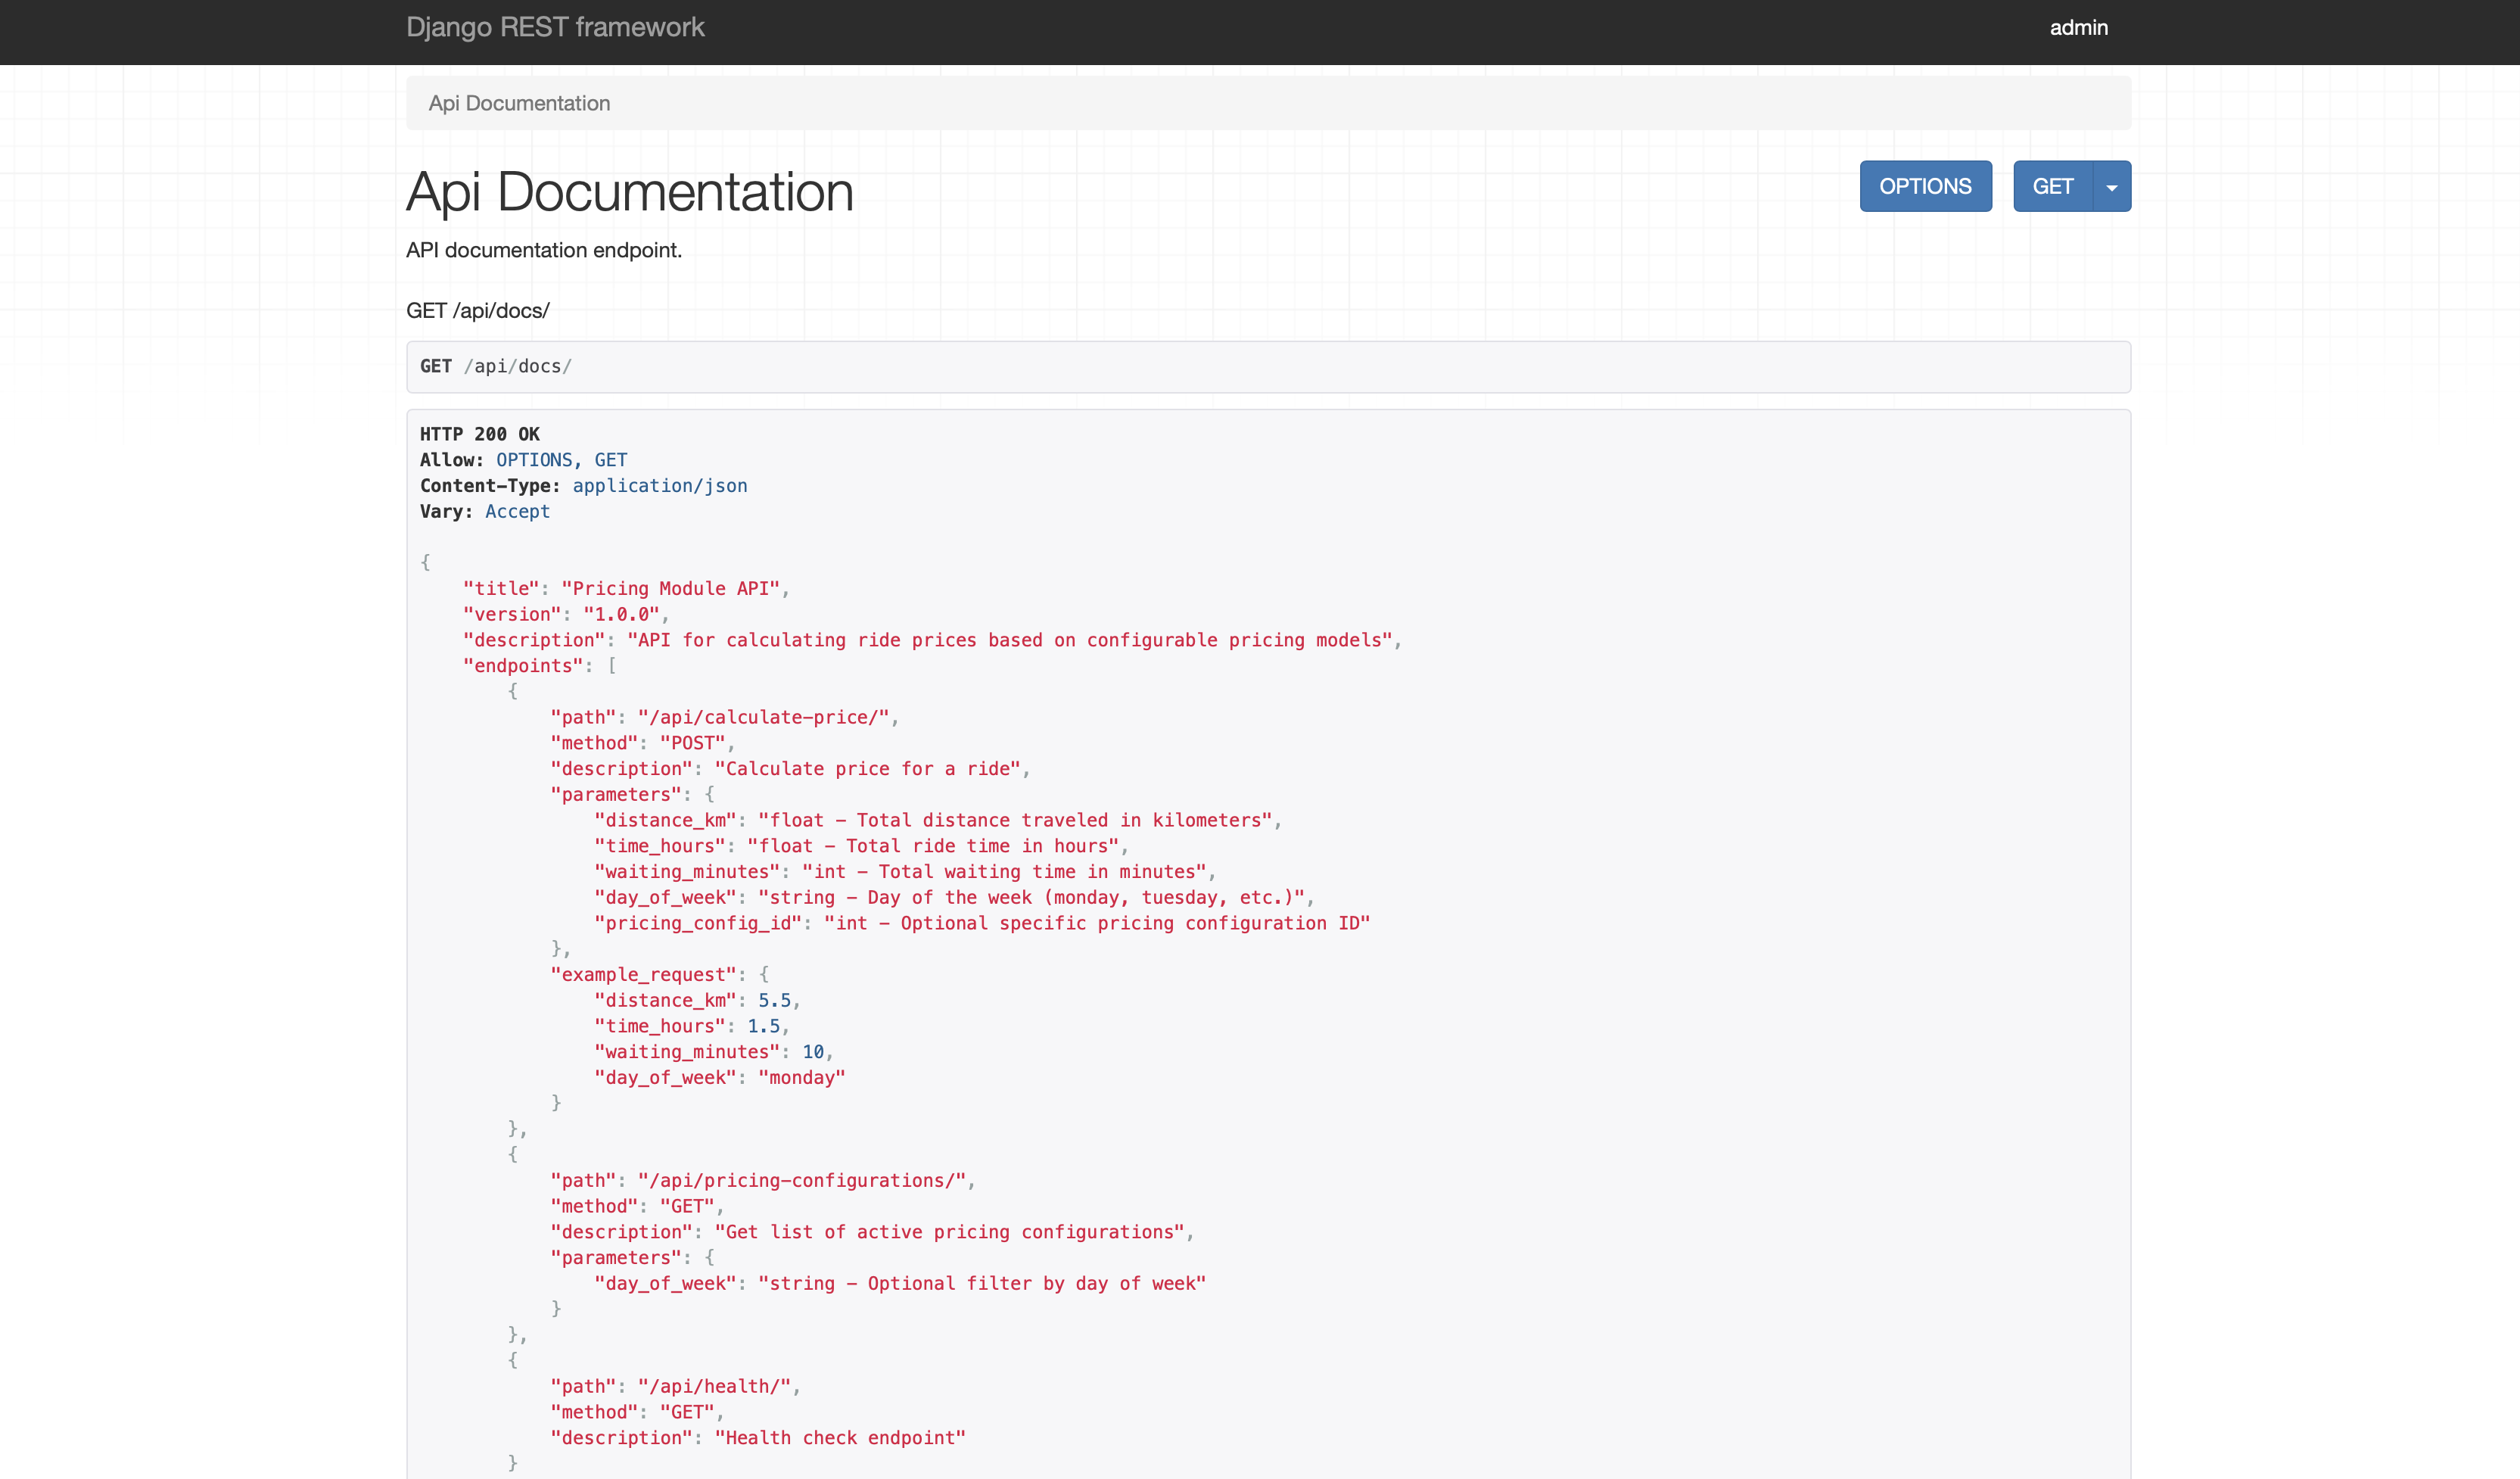 Django REST framework
admin
Api Documentation
Api Documentation
OPTIONS
GET
API documentation endpoint.
GET /api/docs/
GET /api/docs/
HTTP 200 OK
Allow: OPTIONS, GET
Content-Type: application/json
Vary: Accept
{
    "title": "Pricing Module API",
    "version": "1.0.0",
    "description": "API for calculating ride prices based on configurable pricing models",
    "endpoints": [
        {
            "path": "/api/calculate-price/",
            "method": "POST",
            "description": "Calculate price for a ride",
            "parameters": {
                "distance_km": "float - Total distance traveled in kilometers",
                "time_hours": "float - Total ride time in hours",
                "waiting_minutes": "int - Total waiting time in minutes",
                "day_of_week": "string - Day of the week (monday, tuesday, etc.)",
                "pricing_config_id": "int - Optional specific pricing configuration ID"
            },
            "example_request": {
                "distance_km": 5.5,
                "time_hours": 1.5,
                "waiting_minutes": 10,
                "day_of_week": "monday"
            }
        },
        {
            "path": "/api/pricing-configurations/",
            "method": "GET",
            "description": "Get list of active pricing configurations",
            "parameters": {
                "day_of_week": "string - Optional filter by day of week"
            }
        },
        {
            "path": "/api/health/",
            "method": "GET",
            "description": "Health check endpoint"
        }